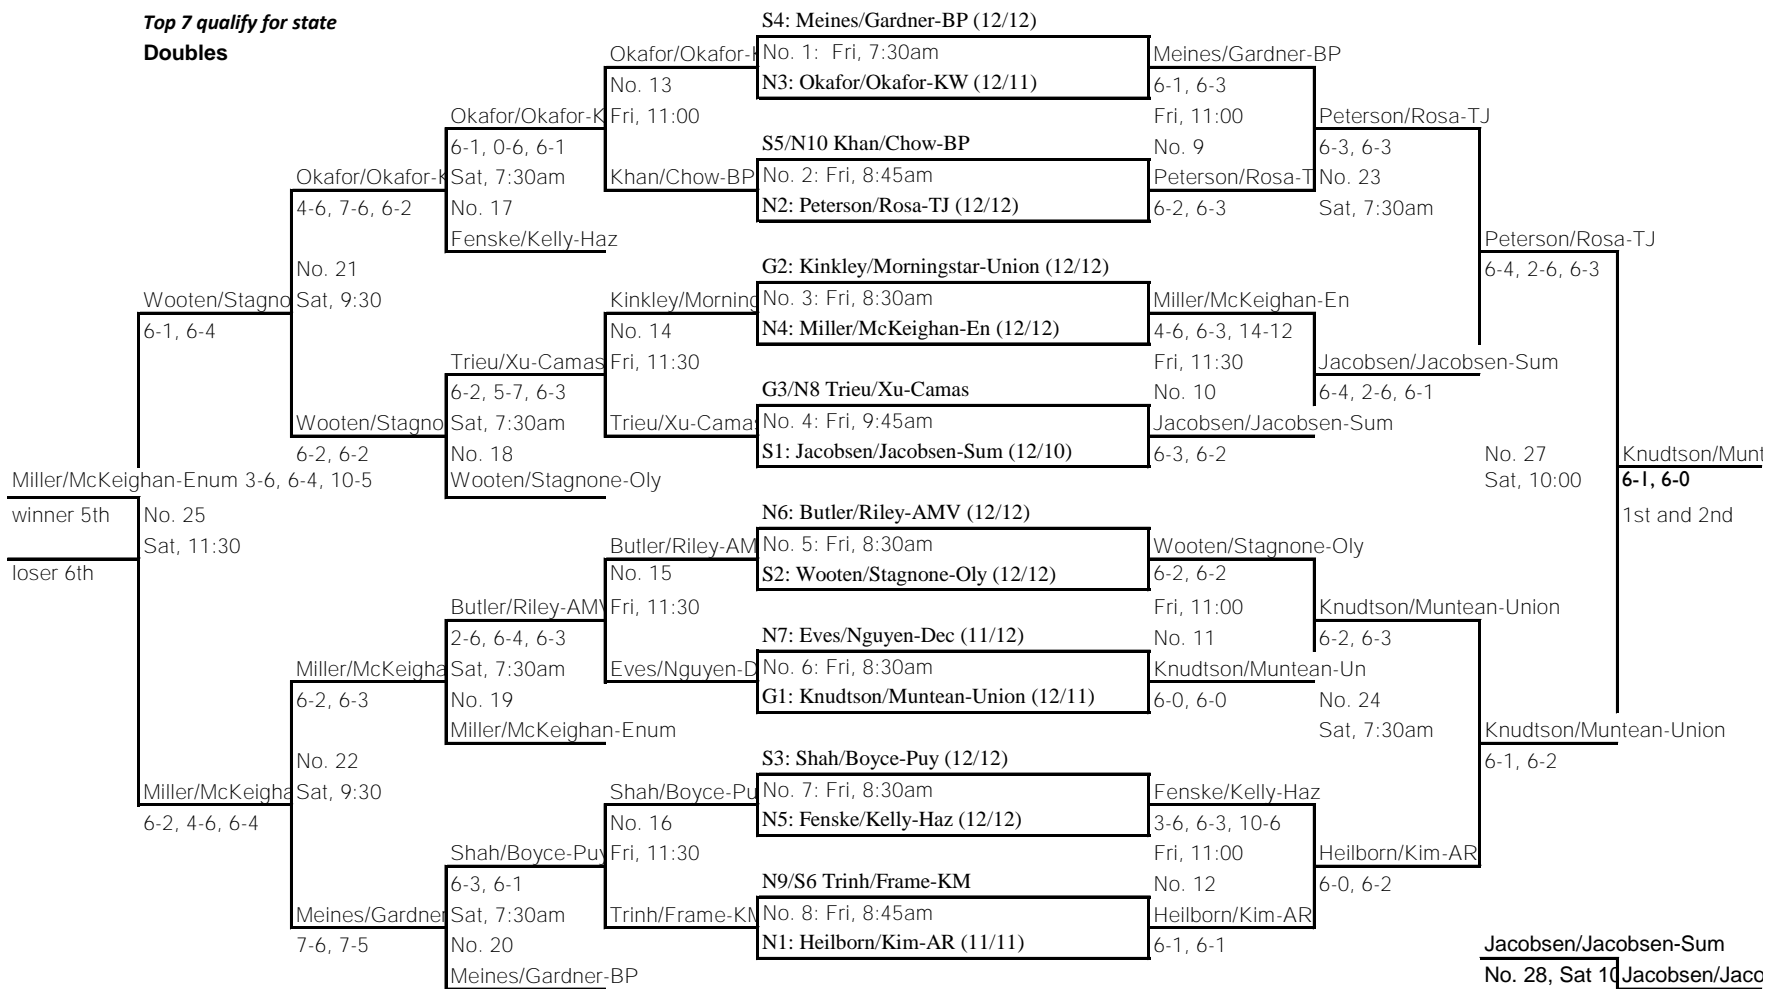 Top 7 qualify for state
Doubles
Miller/McKeighan-Enum 3-6, 6-4, 10-5
winner 5th
loser 6th
Wooten/Stagno
6-1, 6-4
No. 25
Sat, 11:30
Miller/McKeigha
6-2, 4-6, 6-4
Okafor/Okafor-K
4-6, 7-6, 6-2
No. 21
Sat, 9:30
Wooten/Stagno
6-2, 6-2
Miller/McKeigha
6-2, 6-3
No. 22
Sat, 9:30
Meines/Gardner
7-6, 7-5
Okafor/Okafor-K
6-1, 0-6, 6-1
Sat, 7:30am
No. 17
Fenske/Kelly-Haz
Trieu/Xu-Camas
6-2, 5-7, 6-3
Sat, 7:30am
No. 18
Wooten/Stagnone-Oly
Butler/Riley-AMV
2-6, 6-4, 6-3
Sat, 7:30am
No. 19
Miller/McKeighan-Enum
Shah/Boyce-Puy
6-3, 6-1
Sat, 7:30am
No. 20
Meines/Gardner-BP
Okafor/Okafor-K
No. 13
Fri, 11:00
Khan/Chow-BP
Kinkley/Morning
No. 14
Fri, 11:30
Trieu/Xu-Camas
Butler/Riley-AM
No. 15
Fri, 11:30
Eves/Nguyen-D
Shah/Boyce-Pu
No. 16
Fri, 11:30
Trinh/Frame-KM
S4: Meines/Gardner-BP (12/12)
No. 1: Fri, 7:30am
N3: Okafor/Okafor-KW (12/11)
S5/N10 Khan/Chow-BP
No. 2: Fri, 8:45am
N2: Peterson/Rosa-TJ (12/12)
G2: Kinkley/Morningstar-Union (12/12)
No. 3: Fri, 8:30am
N4: Miller/McKeighan-En (12/12)
G3/N8 Trieu/Xu-Camas
No. 4: Fri, 9:45am
S1: Jacobsen/Jacobsen-Sum (12/10)
N6: Butler/Riley-AMV (12/12)
No. 5: Fri, 8:30am
S2: Wooten/Stagnone-Oly (12/12)
N7: Eves/Nguyen-Dec (11/12)
No. 6: Fri, 8:30am
G1: Knudtson/Muntean-Union (12/11)
S3: Shah/Boyce-Puy (12/12)
No. 7: Fri, 8:30am
N5: Fenske/Kelly-Haz (12/12)
N9/S6 Trinh/Frame-KM
No. 8: Fri, 8:45am
N1: Heilborn/Kim-AR (11/11)
Meines/Gardner-BP
6-1, 6-3
Fri, 11:00
No. 9
Peterson/Rosa-T
6-2, 6-3
Miller/McKeighan-En
4-6, 6-3, 14-12
Fri, 11:30
No. 10
Jacobsen/Jacobsen-Sum
6-3, 6-2
Wooten/Stagnone-Oly
6-2, 6-2
Fri, 11:00
No. 11
Knudtson/Muntean-Un
6-0, 6-0
Fenske/Kelly-Haz
3-6, 6-3, 10-6
Fri, 11:00
No. 12
Heilborn/Kim-AR
6-1, 6-1
Peterson/Rosa-TJ
6-3, 6-3
No. 23
Sat, 7:30am
Jacobsen/Jacobsen-Sum
6-4, 2-6, 6-1
Knudtson/Muntean-Union
6-2, 6-3
No. 24
Sat, 7:30am
Heilborn/Kim-AR
6-0, 6-2
Peterson/Rosa-TJ
6-4, 2-6, 6-3
No. 27
Sat, 10:00
Knudtson/Muntean-Union
6-1, 6-2
Knudtson/Munt
6-1, 6-0
1st and 2nd
Jacobsen/Jacobsen-Sum
No. 28, Sat 10
Jacobsen/Jaco